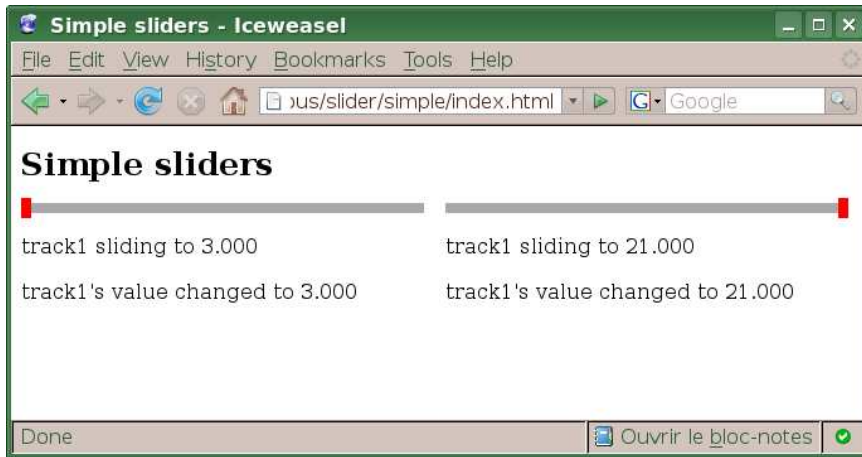 Simple sliders - Iceweasel
File Edit View History Bookmarks Tools Help
ous/slider/simple/index.html G Google
Simple sliders
track1 sliding to 3.000 track1 sliding to 21.000
track1's value changed to 3.000 track1's value changed to 21.000
Done Ouvrir le bloc-notes